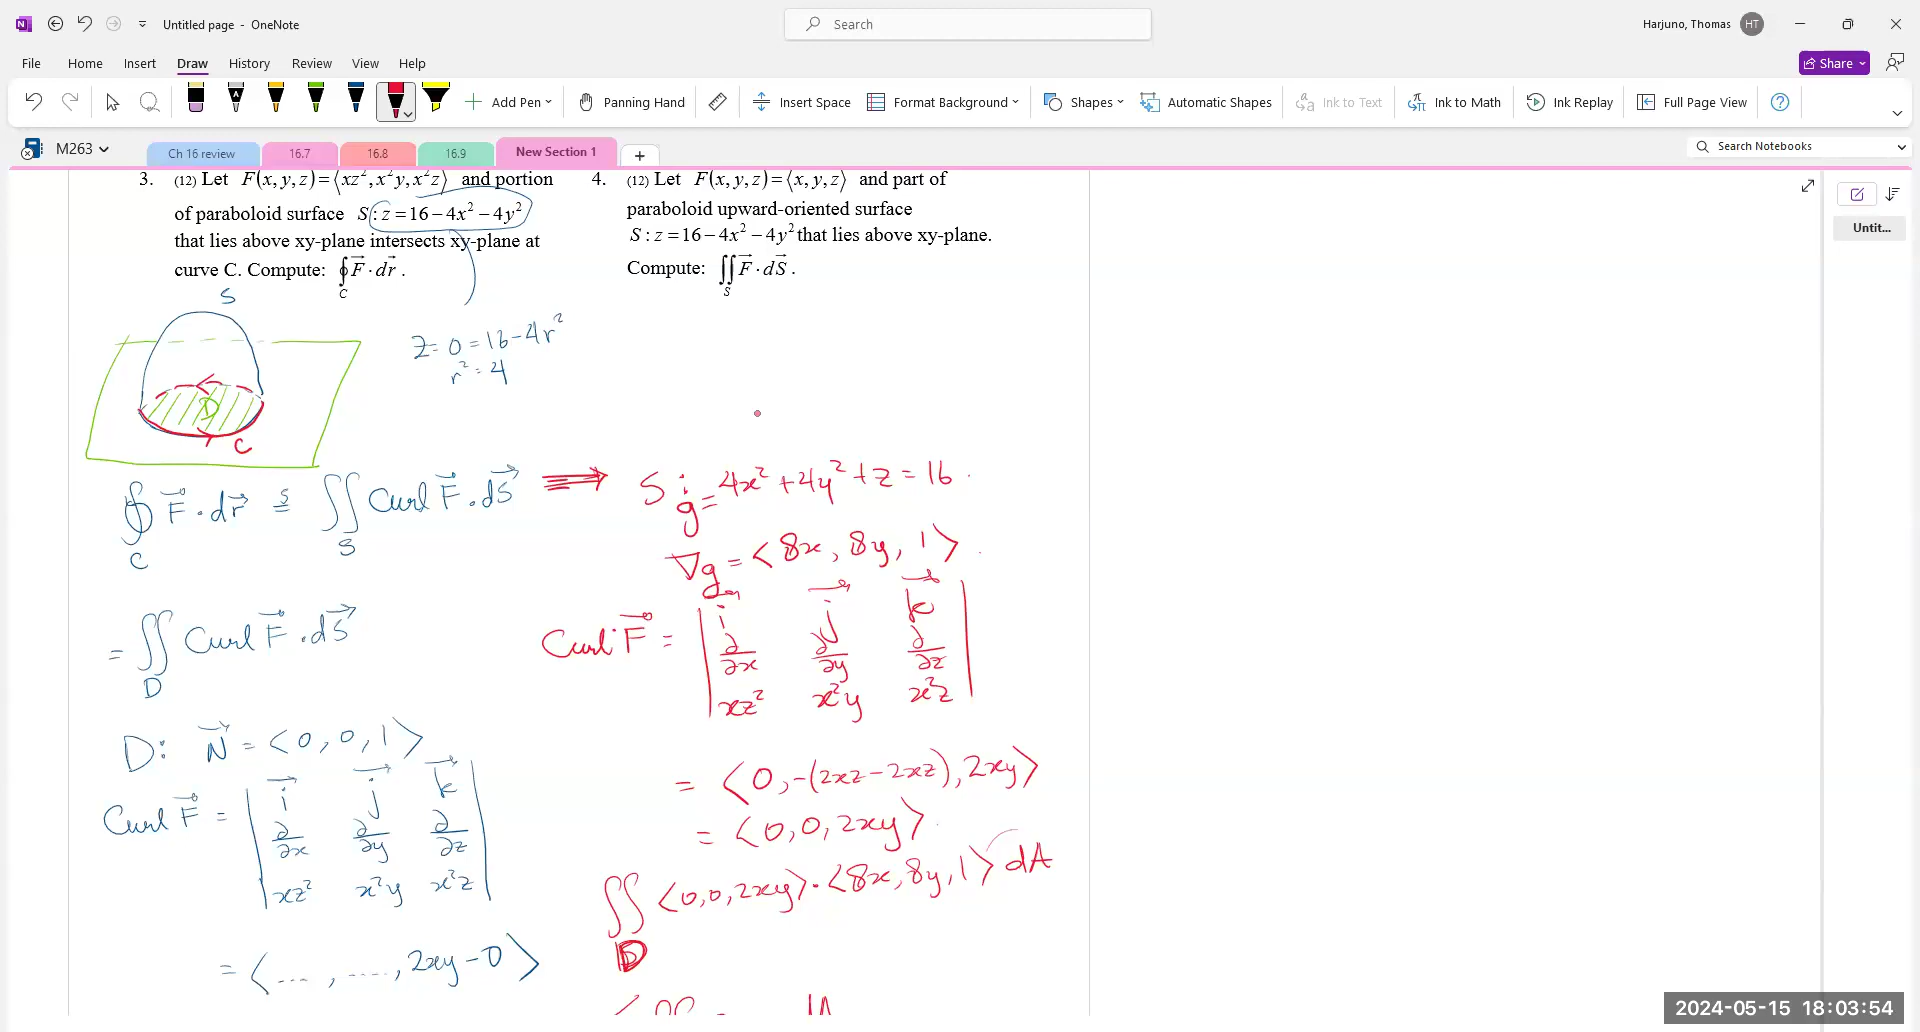 Untitled page - OneNote
Search
Harjuno, Thomas HT
File Home Insert Draw History Review View Help
Share
Add Pen
Panning Hand
Insert Space
Format Background
Shapes
Automatic Shapes
Ink to Text
Ink to Math
Ink Replay
Full Page View
M263
Ch 16 review
16.7
16.8
16.9
New Section 1
+
Search Notebooks
Untit...
3. (12) Let F(x, y, z) = ⟨xz², x²y, x²z⟩ and portion
of paraboloid surface S: z = 16 − 4x² − 4y²
that lies above xy-plane intersects xy-plane at
curve C. Compute: ∮_C F⃗ · dr⃗ .
4. (12) Let F(x, y, z) = ⟨x, y, z⟩ and part of
paraboloid upward-oriented surface
S : z = 16 − 4x² − 4y² that lies above xy-plane.
Compute: ∬_S F⃗ · dS⃗ .
S
D
C
z = 0 = 16 − 4r²
r² = 4
∮_C F⃗ · dr⃗ =^S ∬_S Curl F⃗ · dS⃗ ⟹
= ∬_D Curl F⃗ · dS⃗
D: N⃗ = ⟨0, 0, 1⟩
Curl F⃗ = | i⃗ j⃗ k⃗
∂/∂x ∂/∂y ∂/∂z
xz² x²y x²z |
= ⟨ ...., ....., 2xy − 0 ⟩
S : g = 4x² + 4y² + z = 16
∇g = ⟨8x, 8y, 1⟩
Curl F⃗ = | i⃗ j⃗ k⃗
∂/∂x ∂/∂y ∂/∂z
xz² x²y x²z |
= ⟨0, −(2xz − 2xz), 2xy⟩
= ⟨0, 0, 2xy⟩
∬_D ⟨0, 0, 2xy⟩ · ⟨8x, 8y, 1⟩ dA
2024-05-15 18:03:54